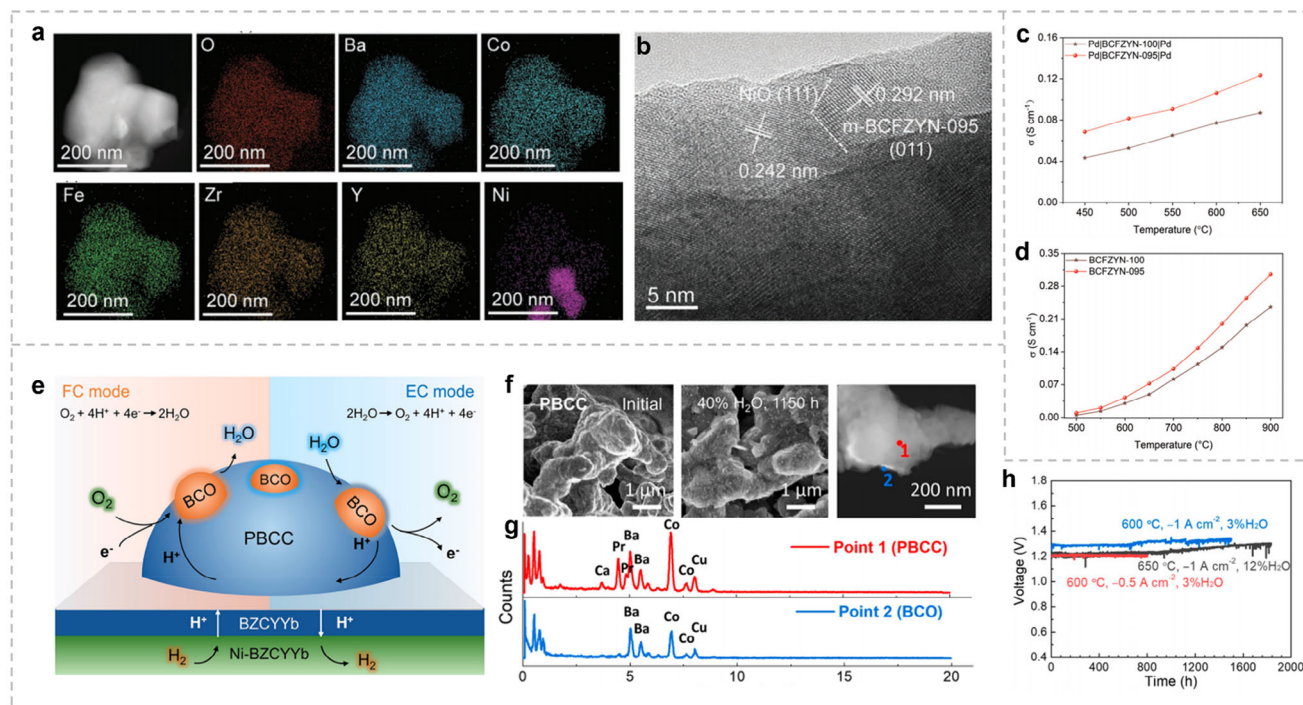 a
O
Ba
Co
200 nm
200 nm
200 nm
200 nm
Fe
Zr
Y
Ni
200 nm
200 nm
200 nm
200 nm
b
NiO (111)
0.292 nm
m-BCFZYN-095
(011)
0.242 nm
5 nm
c
Pd|BCFZYN-100|Pd
Pd|BCFZYN-095|Pd
0.16
0.12
0.08
0.04
0.00
σ (S cm⁻¹)
450 500 550 600 650
Temperature (°C)
d
BCFZYN-100
BCFZYN-095
0.35
0.28
0.21
0.14
0.07
0.00
σ (S cm⁻¹)
500 600 700 800 900
Temperature (°C)
e
FC mode
EC mode
O₂ + 4H⁺ + 4e⁻ → 2H₂O
2H₂O → O₂ + 4H⁺ + 4e⁻
H₂O
H₂O
BCO
BCO
BCO
O₂
O₂
e⁻
e⁻
H⁺
H⁺
PBCC
H⁺
BZCYYb
H⁺
H₂
Ni-BZCYYb
H₂
f
PBCC
Initial
1 μm
40% H₂O, 1150 h
1 μm
1
2
200 nm
g
Counts
Ca
Pr
Pr
Ba
Ba
Co
Co
Cu
Point 1 (PBCC)
Ba
Ba
Co
Co
Cu
Point 2 (BCO)
0 5 10 15 20
h
1.8
1.6
1.4
1.2
1.0
0.8
0.6
0.4
Voltage (V)
600 °C, −1 A cm⁻², 3%H₂O
650 °C, −1 A cm⁻², 12%H₂O
600 °C, −0.5 A cm⁻², 3%H₂O
0 400 800 1200 1600 2000
Time (h)